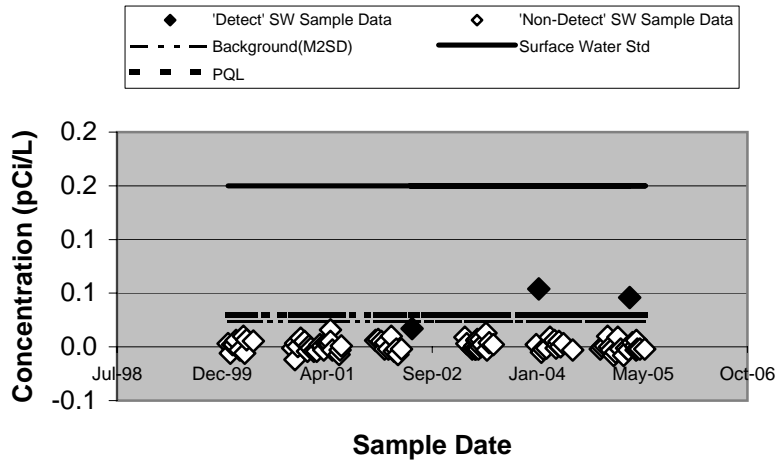 'Detect' SW Sample Data
'Non-Detect' SW Sample Data
Background(M2SD)
Surface Water Std
PQL
Concentration (pCi/L)
0.2
0.2
0.1
0.1
0.0
-0.1
Jul-98
Dec-99
Apr-01
Sep-02
Jan-04
May-05
Oct-06
Sample Date